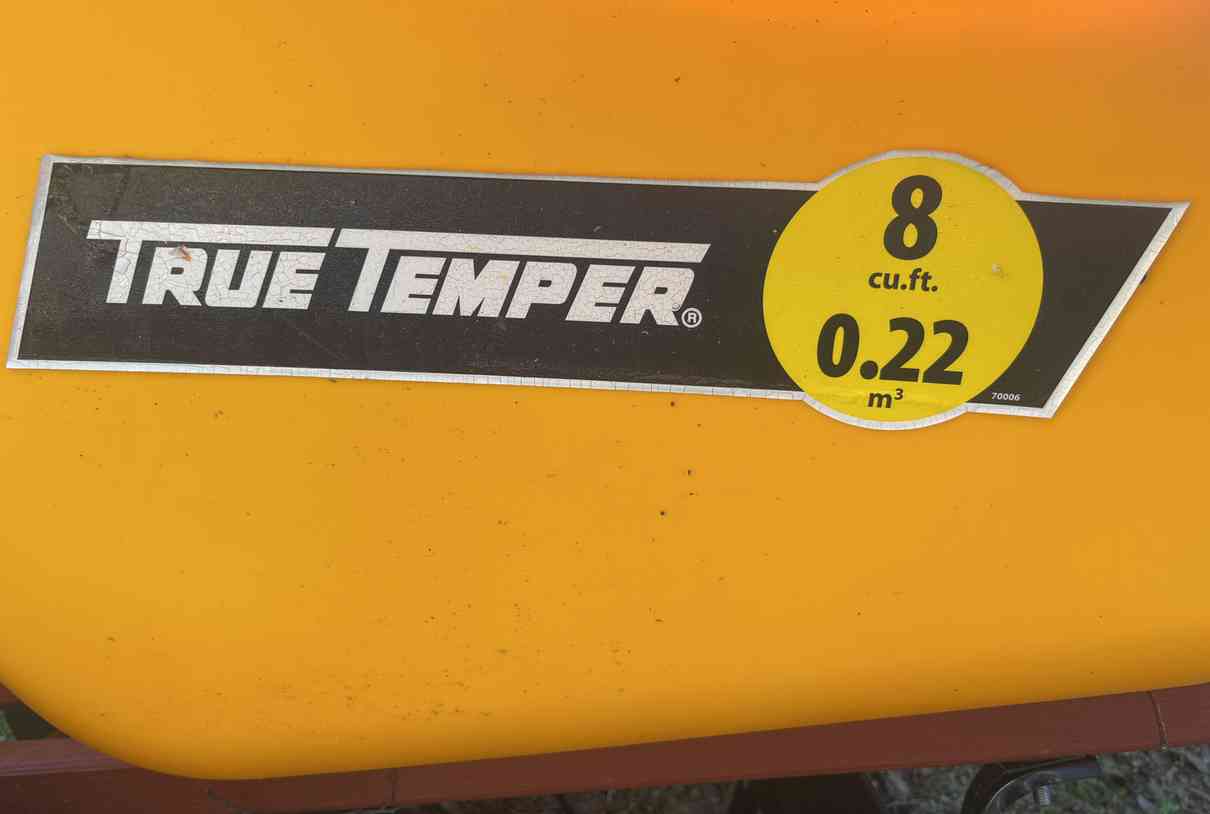 TRUE TEMPER®
8
cu.ft.
0.22
m³
70006